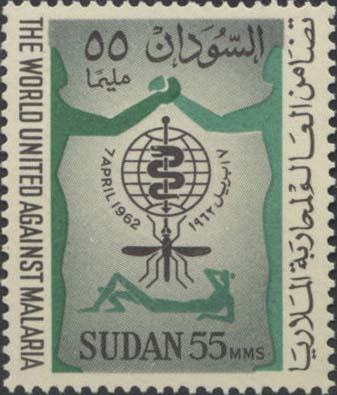 السودان ٥٥
مليما
THE WORLD UNITED AGAINST MALARIA
تضامن العالم لمحاربة الملاريا
7 APRIL 1962
٧ ابريل ١٩٦٢
SUDAN 55 MMS